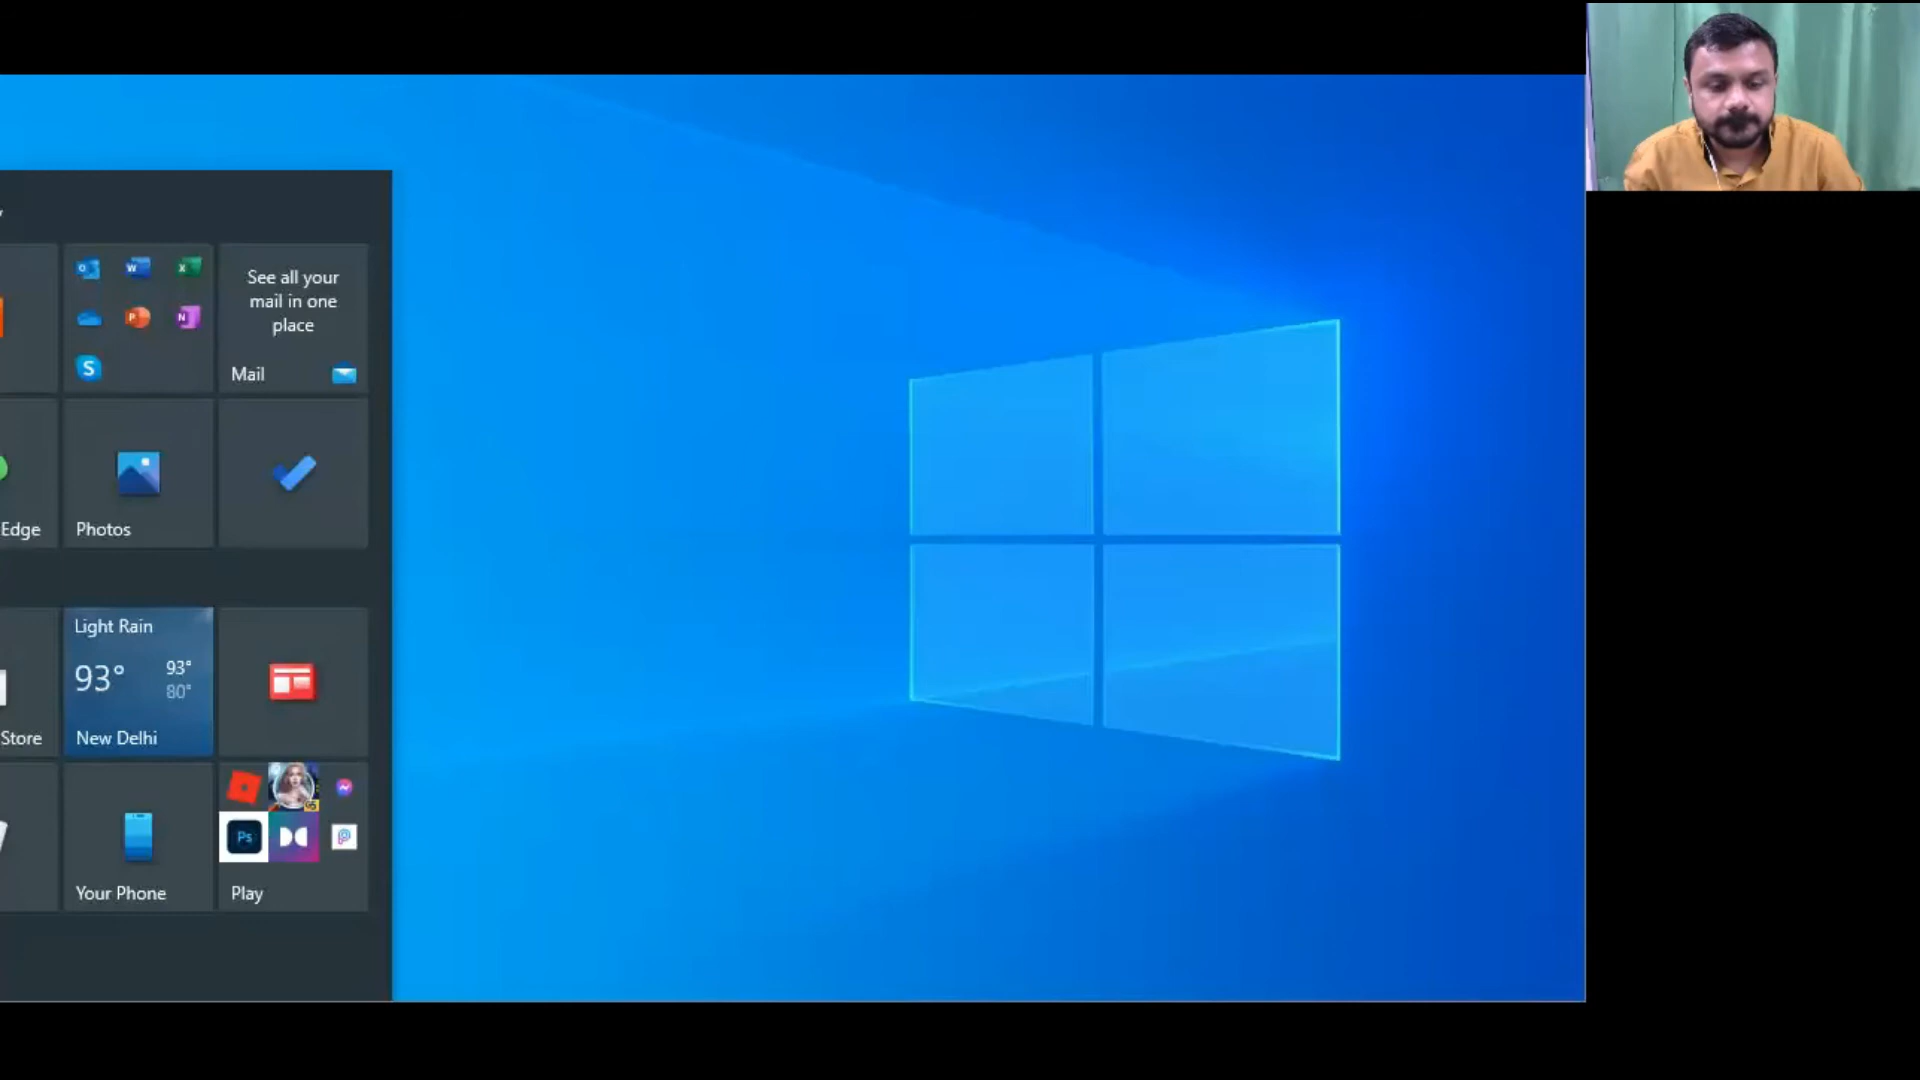 See all your
mail in one
place
Mail
Edge
Photos
Light Rain
93°
93°
80°
Store
New Delhi
Ps
Your Phone
Play